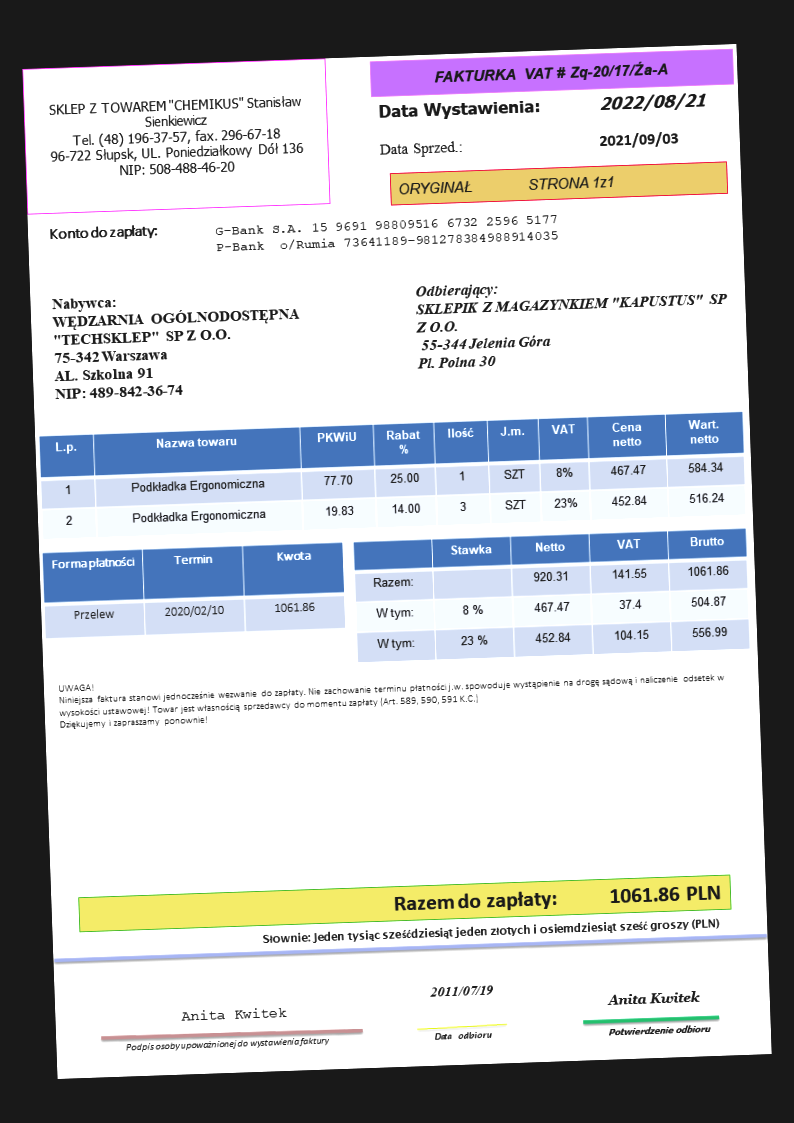 SKLEP Z TOWAREM "CHEMIKUS" Stanisław
Sienkiewicz
Tel. (48) 196-37-57, fax. 296-67-18
96-722 Słupsk, UL. Poniedziałkowy Dół 136
NIP: 508-488-46-20
FAKTURKA VAT # Zq-20/17/Źa-A
Data Wystawienia: 2022/08/21
Data Sprzed.: 2021/09/03
ORYGINAŁ STRONA 1z1
Konto do zapłaty: G-Bank S.A. 15 9691 98809516 6732 2596 5177
P-Bank o/Rumia 73641189-981278384988914035
Nabywca:
WĘDZARNIA OGÓLNODOSTĘPNA
"TECHSKLEP" SP Z O.O.
75-342 Warszawa
AL. Szkolna 91
NIP: 489-842-36-74
Odbierający:
SKLEPIK Z MAGAZYNKIEM "KAPUSTUS" SP
Z O.O.
55-344 Jelenia Góra
Pl. Polna 30
L.p. Nazwa towaru PKWiU Rabat % Ilość J.m. VAT Cena netto Wart. netto
1 Podkładka Ergonomiczna 77.70 25.00 1 SZT 8% 467.47 584.34
2 Podkładka Ergonomiczna 19.83 14.00 3 SZT 23% 452.84 516.24
Forma płatności Termin Kwota
Przelew 2020/02/10 1061.86
Stawka Netto VAT Brutto
Razem: 920.31 141.55 1061.86
W tym: 8 % 467.47 37.4 504.87
W tym: 23 % 452.84 104.15 556.99
UWAGA!
Niniejsza faktura stanowi jednocześnie wezwanie do zapłaty. Nie zachowanie terminu płatności j.w. spowoduje wystąpienie na drogę sądową i naliczenie odsetek w
wysokości ustawowej! Towar jest własnością sprzedawcy do momentu zapłaty (Art. 589, 590, 591 K.C.)
Dziękujemy i zapraszamy ponownie!
Razem do zapłaty: 1061.86 PLN
Słownie: Jeden tysiąc sześćdziesiąt jeden złotych i osiemdziesiąt sześć groszy (PLN)
Anita Kwitek
Podpis osoby upoważnionej do wystawienia faktury
2011/07/19
Data odbioru
Anita Kwitek
Potwierdzenie odbioru